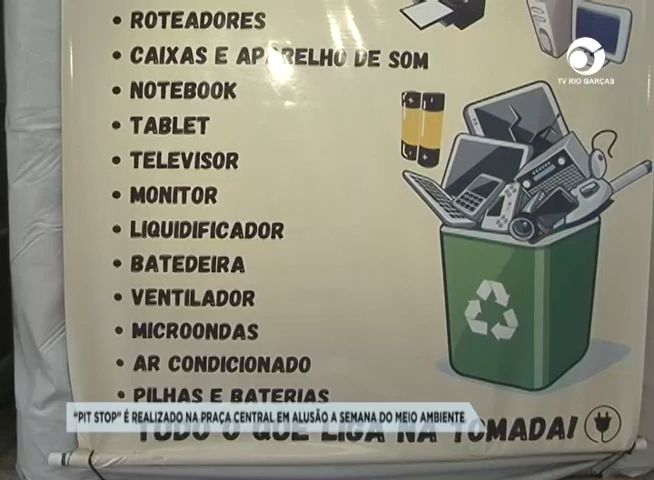 • ROTEADORES
• CAIXAS E APARELHO DE SOM
TV RIO GARÇAS
• NOTEBOOK
• TABLET
• TELEVISOR
• MONITOR
• LIQUIDIFICADOR
• BATEDEIRA
• VENTILADOR
• MICROONDAS
• AR CONDICIONADO
• PILHAS E BATERIAS
"PIT STOP" É REALIZADO NA PRAÇA CENTRAL EM ALUSÃO A SEMANA DO MEIO AMBIENTE
TUDO O QUE LIGA NA TOMADA!